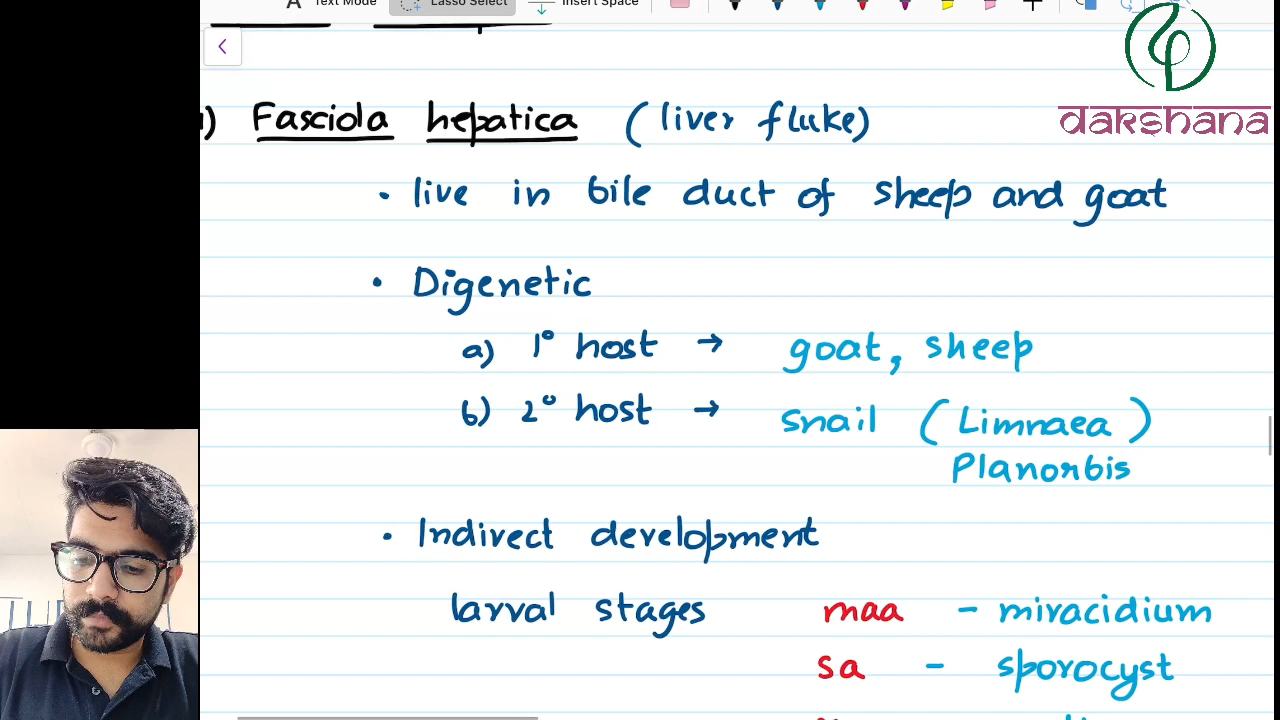 Text Mode Lasso Select Insert Space
dakshana
Fasciola hepatica (liver fluke)
• live in bile duct of sheep and goat
• Digenetic
a) 1° host → goat, sheep
b) 2° host → snail (Limnaea)
Planorbis
• Indirect development
larval stages maa - miracidium
sa - sporocyst